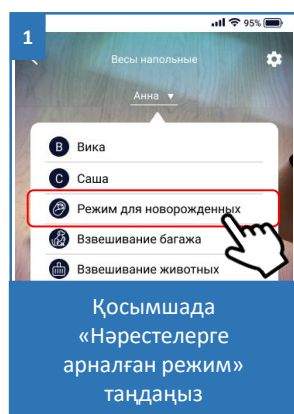 95%
1
Весы напольные
Анна
В Вика
С Саша
Режим для новорожденных
Взвешивание багажа
Взвешивание животных
Қосымшада
«Нәрестелерге
арналған режим»
таңдаңыз